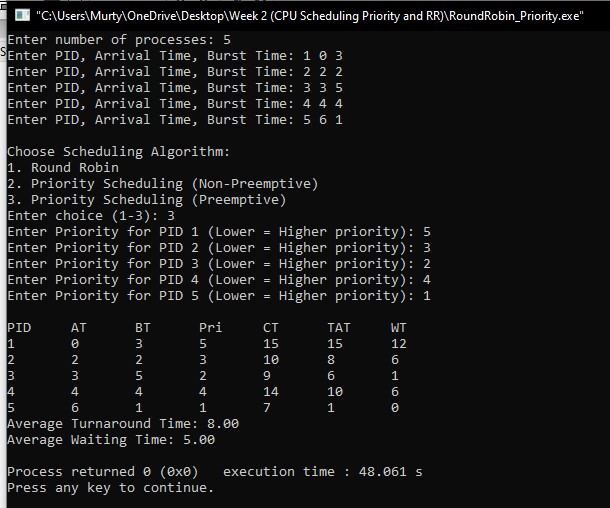 "C:\Users\Murty\OneDrive\Desktop\Week 2 (CPU Scheduling Priority and RR)\RoundRobin_Priority.exe"
Enter number of processes: 5
Enter PID, Arrival Time, Burst Time: 1 0 3
Enter PID, Arrival Time, Burst Time: 2 2 2
Enter PID, Arrival Time, Burst Time: 3 3 5
Enter PID, Arrival Time, Burst Time: 4 4 4
Enter PID, Arrival Time, Burst Time: 5 6 1
Choose Scheduling Algorithm:
1. Round Robin
2. Priority Scheduling (Non-Preemptive)
3. Priority Scheduling (Preemptive)
Enter choice (1-3): 3
Enter Priority for PID 1 (Lower = Higher priority): 5
Enter Priority for PID 2 (Lower = Higher priority): 3
Enter Priority for PID 3 (Lower = Higher priority): 2
Enter Priority for PID 4 (Lower = Higher priority): 4
Enter Priority for PID 5 (Lower = Higher priority): 1
PID AT BT Pri CT TAT WT
1 0 3 5 15 15 12
2 2 2 3 10 8 6
3 3 5 2 9 6 1
4 4 4 4 14 10 6
5 6 1 1 7 1 0
Average Turnaround Time: 8.00
Average Waiting Time: 5.00
Process returned 0 (0x0) execution time : 48.061 s
Press any key to continue.